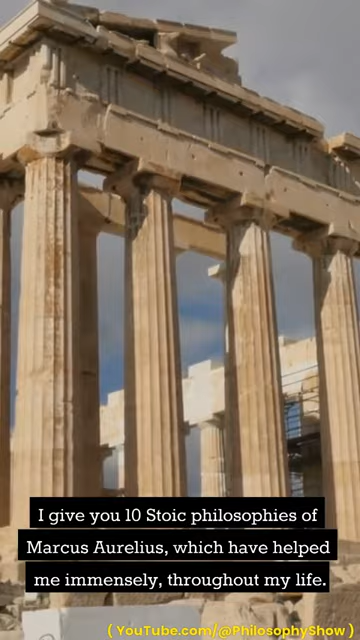 I give you 10 Stoic philosophies of
Marcus Aurelius, which have helped
me immensely, throughout my life.
( YouTube.com/@PhilosophyShow )